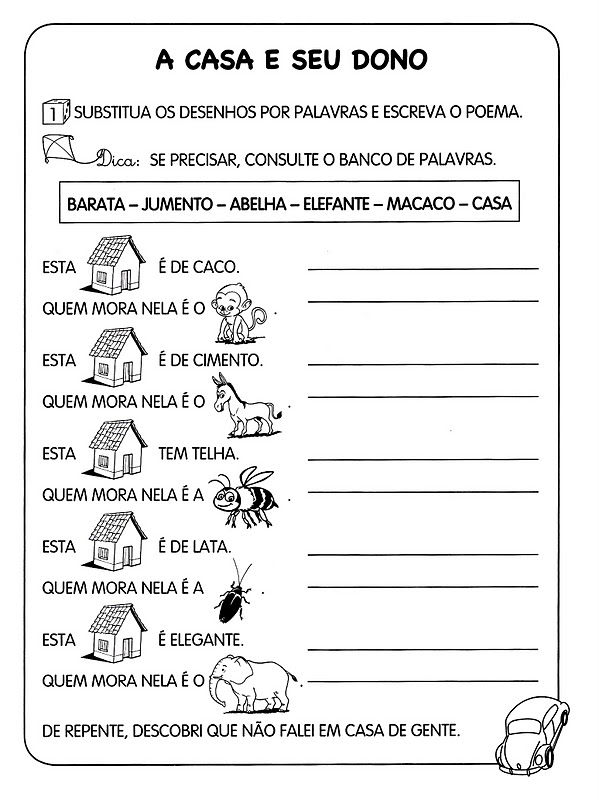 A CASA E SEU DONO
1 SUBSTITUA OS DESENHOS POR PALAVRAS E ESCREVA O POEMA.
Dica: SE PRECISAR, CONSULTE O BANCO DE PALAVRAS.
BARATA – JUMENTO – ABELHA – ELEFANTE – MACACO – CASA
ESTA É DE CACO.
QUEM MORA NELA É O .
ESTA É DE CIMENTO.
QUEM MORA NELA É O .
ESTA TEM TELHA.
QUEM MORA NELA É A .
ESTA É DE LATA.
QUEM MORA NELA É A .
ESTA É ELEGANTE.
QUEM MORA NELA É O .
DE REPENTE, DESCOBRI QUE NÃO FALEI EM CASA DE GENTE.